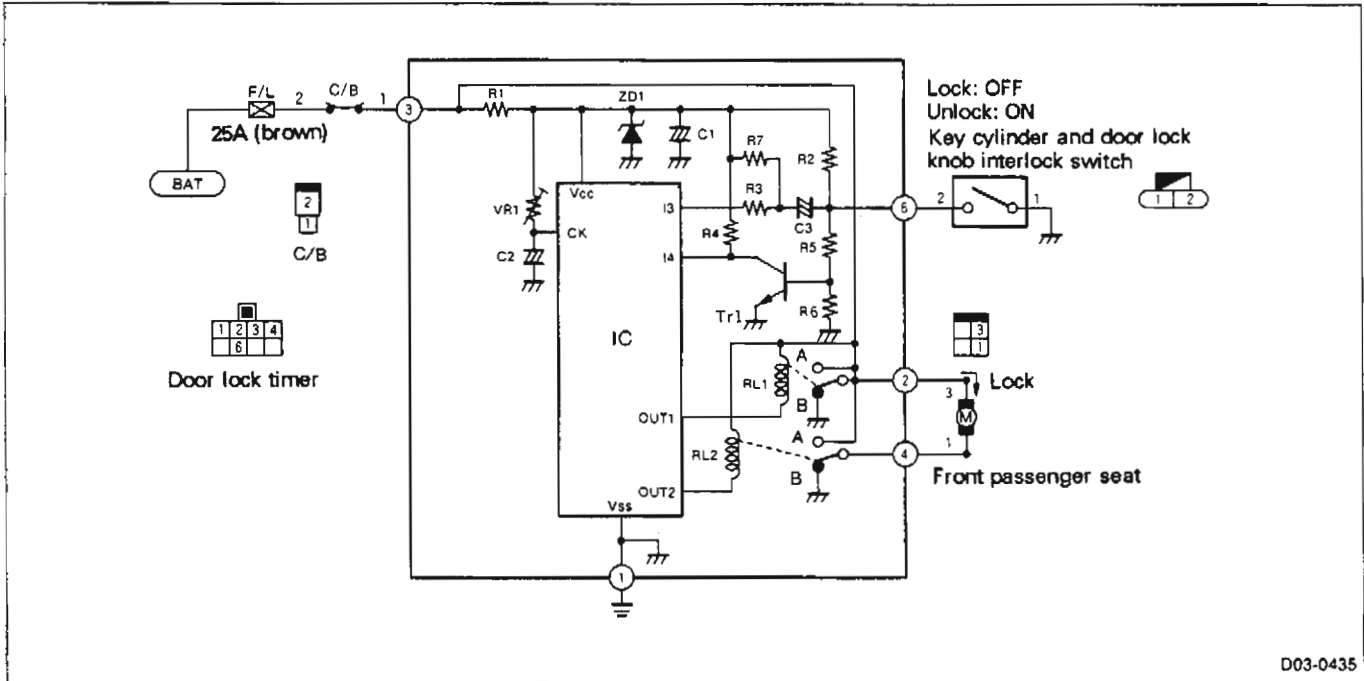 F/L
2
C/B
1
25A (brown)
BAT
2
1
C/B
1 2 3 4
6
Door lock timer
3
R1
ZD1
C1
R7
R2
VR1
Vcc
I3
R3
C3
CK
C2
R4
R5
I4
R6
Tr1
IC
A
RL1
B
OUT1
A
RL2
B
OUT2
Vss
1
6
2
1
Lock: OFF
Unlock: ON
Key cylinder and door lock
knob interlock switch
1 2
3
1
2
Lock
3
M
4
1
Front passenger seat
D03-0435